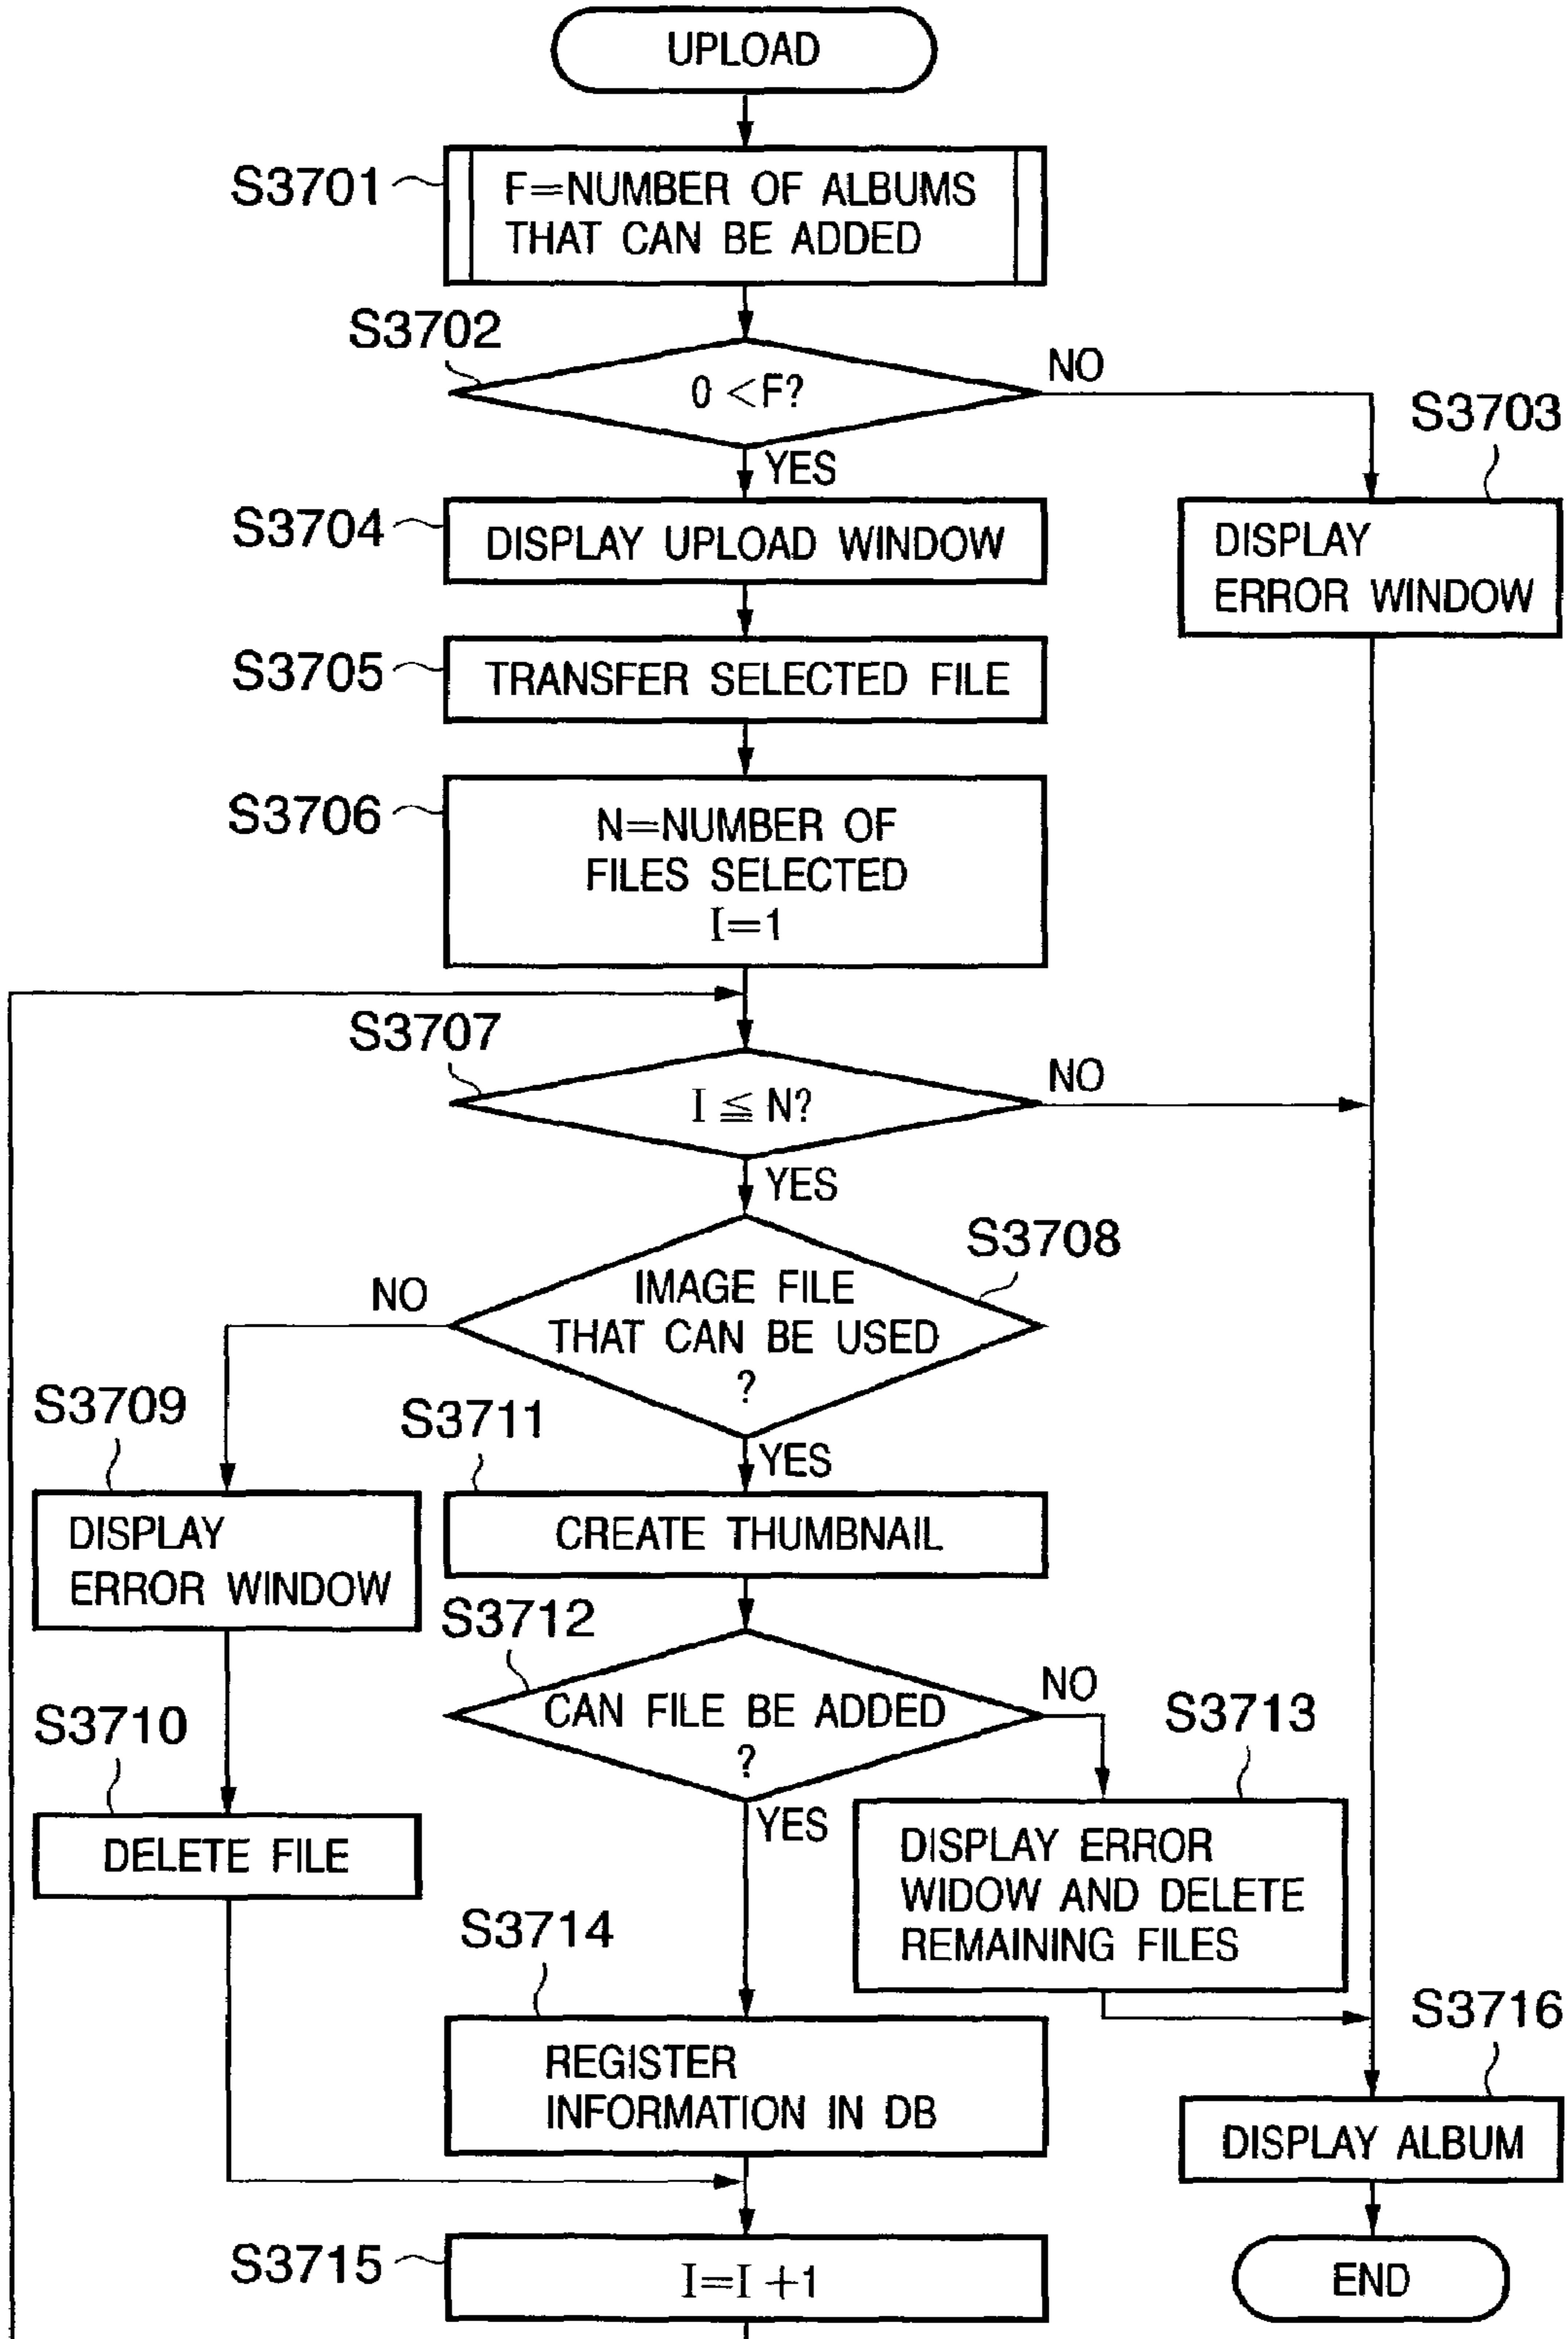 UPLOAD
S3701
F=NUMBER OF ALBUMS
THAT CAN BE ADDED
S3702
0 <F?
NO
S3703
YES
S3704
DISPLAY UPLOAD WINDOW
DISPLAY
ERROR WINDOW
S3705
TRANSFER SELECTED FILE
S3706
N=NUMBER OF
FILES SELECTED
I=1
S3707
I ≦ N?
NO
YES
S3708
NO
IMAGE FILE
THAT CAN BE USED
?
S3709
S3711
YES
DISPLAY
ERROR WINDOW
CREATE THUMBNAIL
S3712
CAN FILE BE ADDED
?
NO
S3710
S3713
YES
DELETE FILE
DISPLAY ERROR
WIDOW AND DELETE
REMAINING FILES
S3714
REGISTER
INFORMATION IN DB
S3716
DISPLAY ALBUM
S3715
I=I +1
END